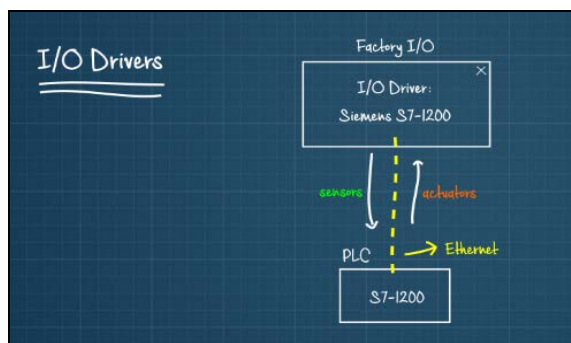 I/O Drivers
Factory I/O
I/O Driver:
Siemens S7-1200
sensors
actuators
PLC
Ethernet
S7-1200